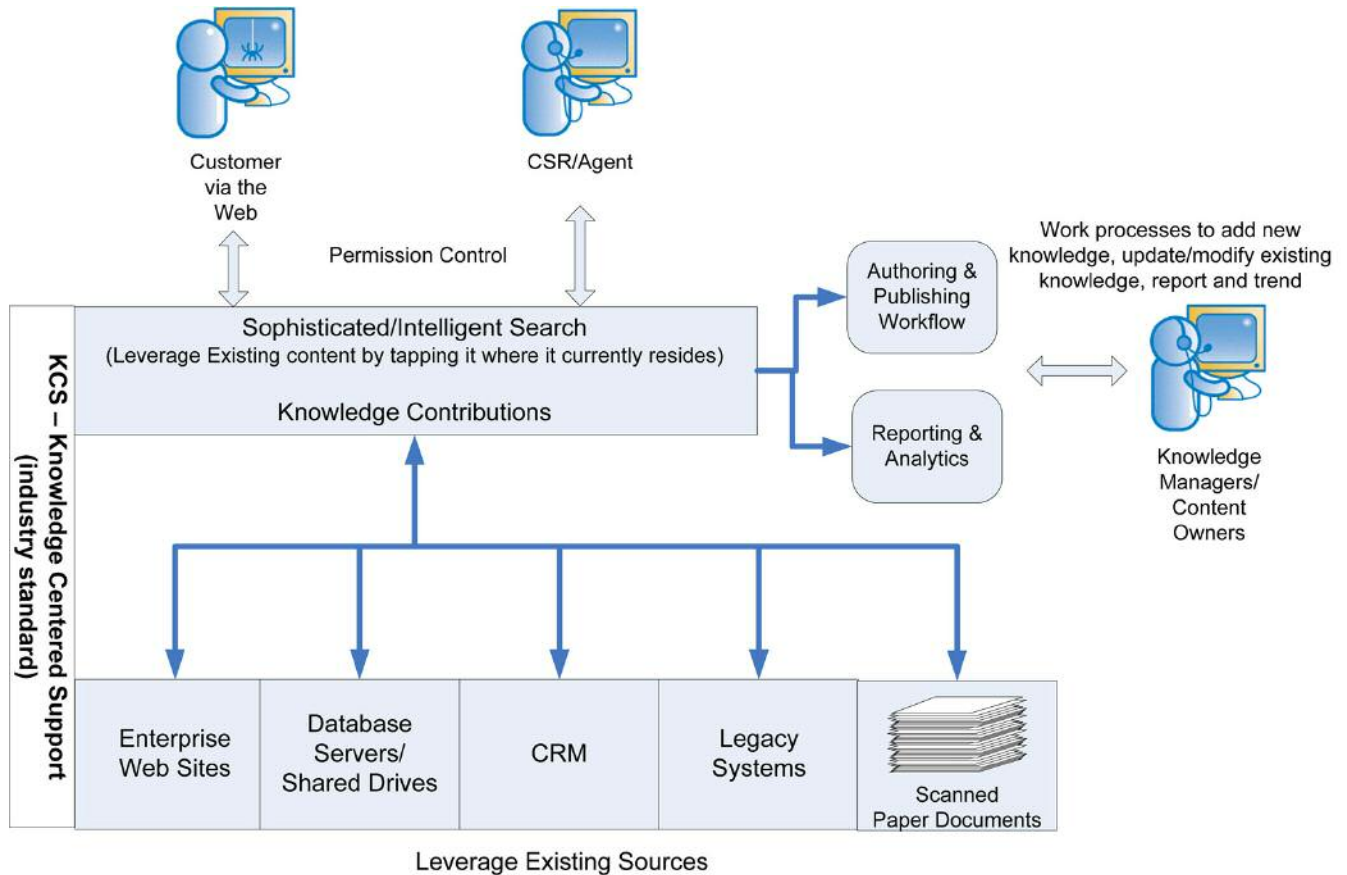 Customer
via the
Web
CSR/Agent
Permission Control
Work processes to add new
knowledge, update/modify existing
knowledge, report and trend
Authoring &
Publishing
Workflow
Sophisticated/Intelligent Search
(Leverage Existing content by tapping it where it currently resides)
Knowledge Contributions
Reporting &
Analytics
Knowledge
Managers/
Content
Owners
KCS – Knowledge Centered Support
(industry standard)
Enterprise
Web Sites
Database
Servers/
Shared Drives
CRM
Legacy
Systems
Scanned
Paper Documents
Leverage Existing Sources